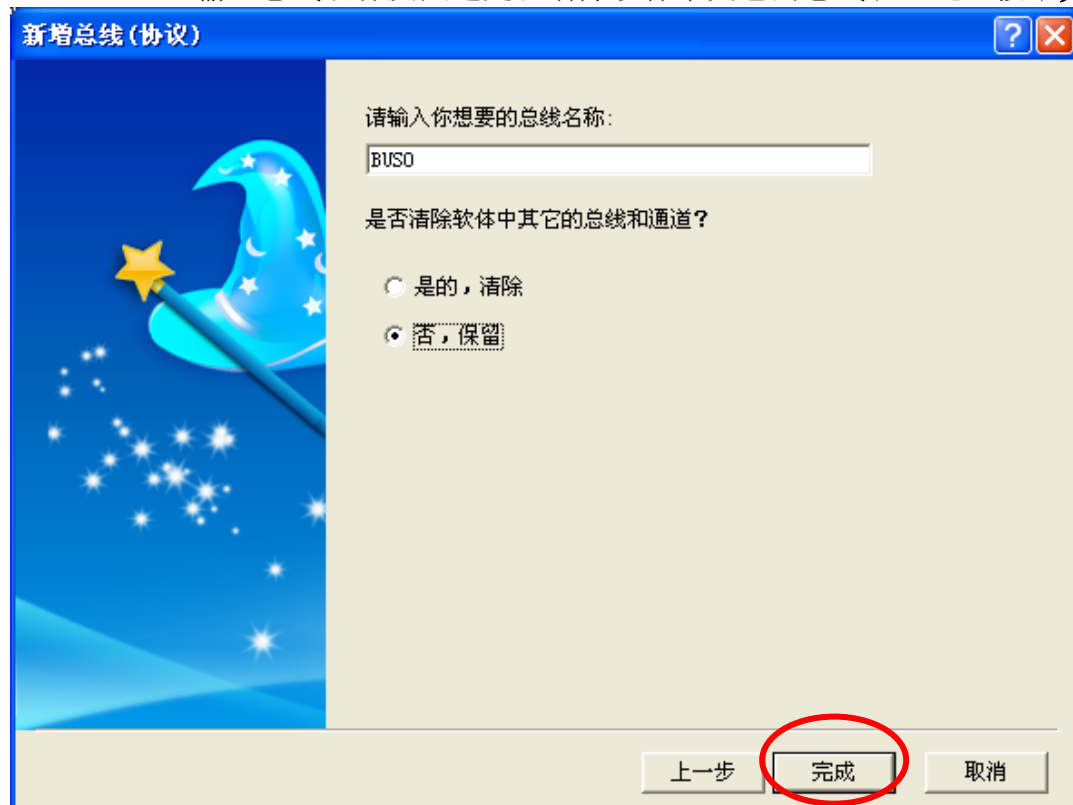 新增总线(协议)
请输入你想要的总线名称:
BUS0
是否清除软体中其它的总线和通道?
是的,清除
否,保留
上一步
完成
取消